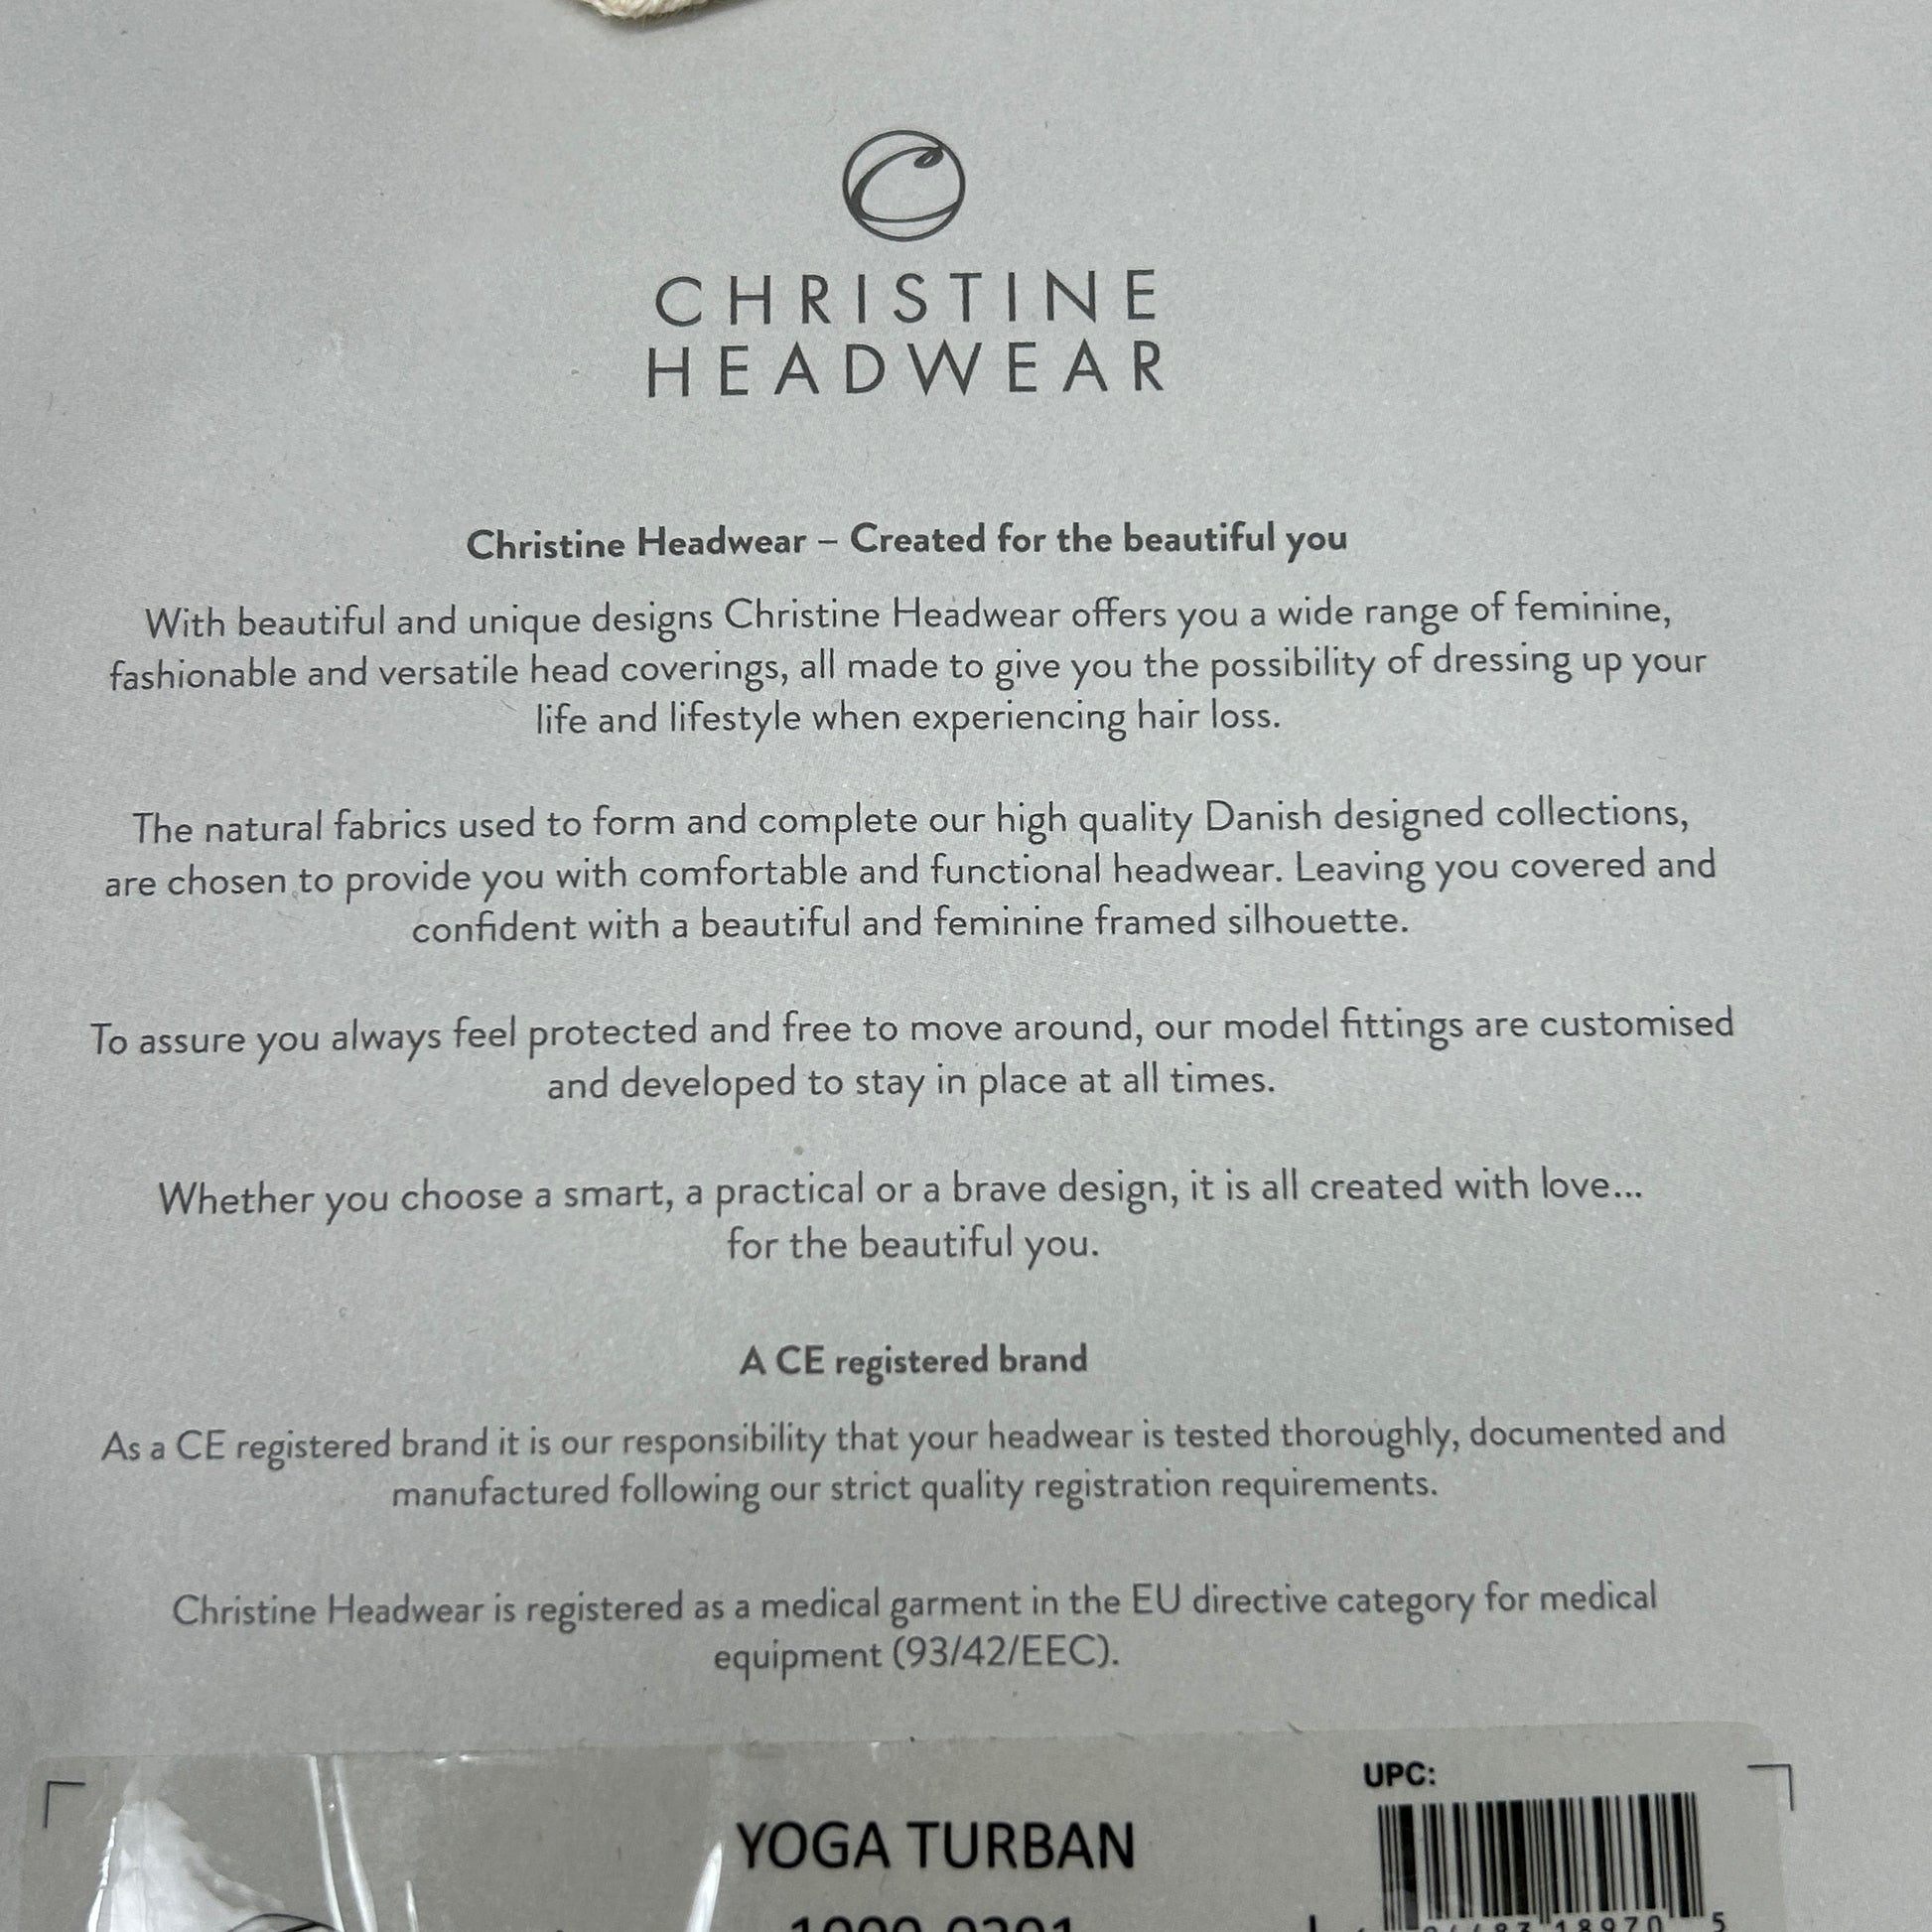 CHRISTINE
HEADWEAR
Christine Headwear – Created for the beautiful you
With beautiful and unique designs Christine Headwear offers you a wide range of feminine,
fashionable and versatile head coverings, all made to give you the possibility of dressing up your
life and lifestyle when experiencing hair loss.
The natural fabrics used to form and complete our high quality Danish designed collections,
are chosen to provide you with comfortable and functional headwear. Leaving you covered and
confident with a beautiful and feminine framed silhouette.
To assure you always feel protected and free to move around, our model fittings are customised
and developed to stay in place at all times.
Whether you choose a smart, a practical or a brave design, it is all created with love...
for the beautiful you.
A CE registered brand
As a CE registered brand it is our responsibility that your headwear is tested thoroughly, documented and
manufactured following our strict quality registration requirements.
Christine Headwear is registered as a medical garment in the EU directive category for medical
equipment (93/42/EEC).
UPC:
YOGA TURBAN